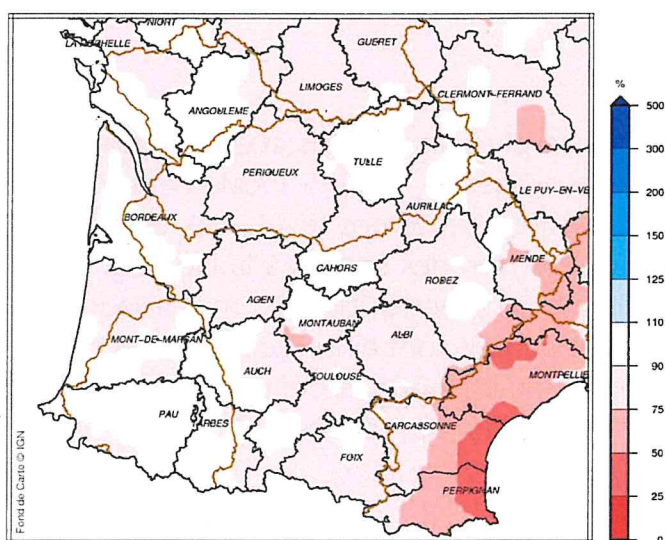 NIORT
LA ROCHELLE
GUERET
LIMOGES
CLERMONT-FERRAND
ANGOULEME
TULLE
PERIGUEUX
LE PUY-EN-VE
AURILLAC
BORDEAUX
MENDE
CAHORS
RODEZ
AGEN
MONTAUBAN
ALBI
MONT-DE-MARSAN
AUCH
TOULOUSE
MONTPELLIE
PAU
ARBES
CARCASSONNE
FOIX
PERPIGNAN
Fond de Carte © IGN
%
500
300
200
150
125
110
90
75
50
25
0